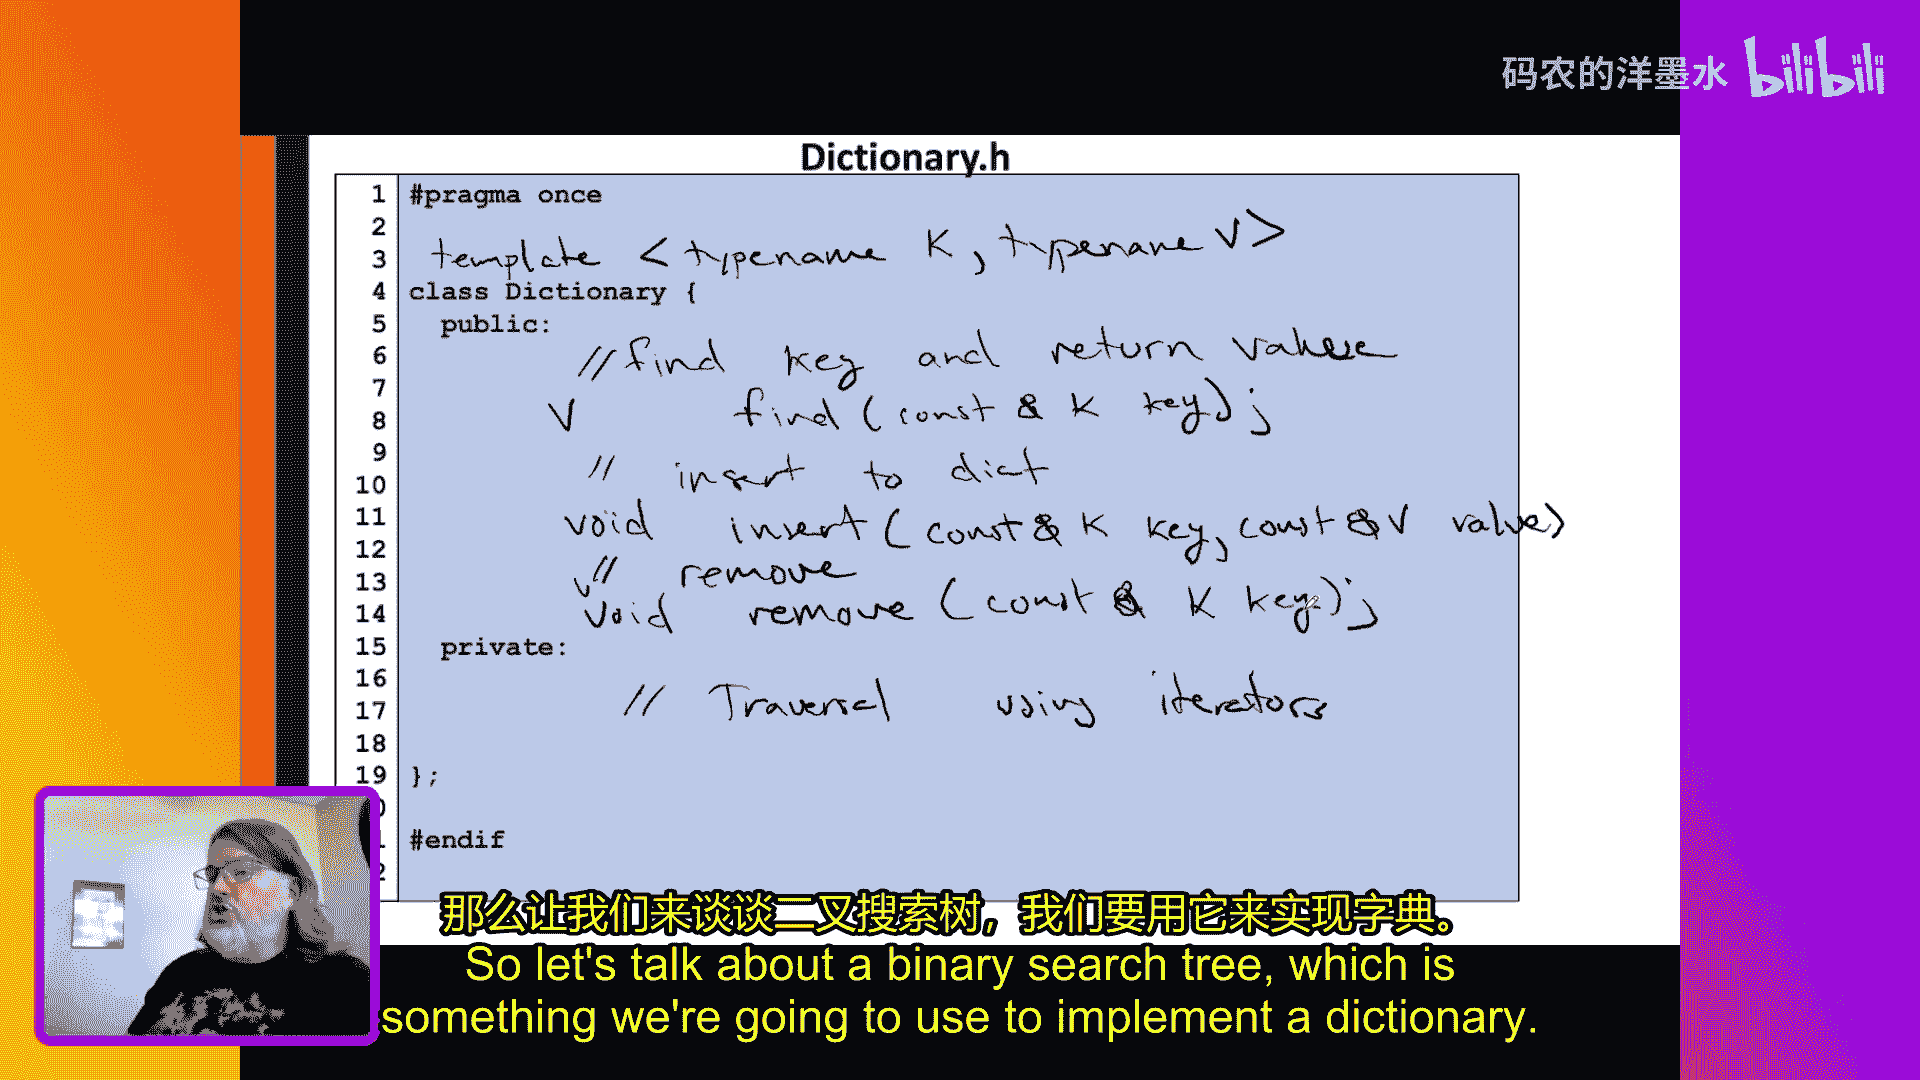 码农的洋墨水 bilibili
Dictionary.h
1 #pragma once
2
3 template <typename K, typename V>
4 class Dictionary {
5 public:
6 //find key and return value
7
8 V find(const & K key);
9
10 // insert to dict
11 void insert(const & K key, const & V value)
12
13 // remove
14 void remove(const & K key);
15 private:
16
17 // Traversal using iterators
18
19 };
#endif
那么让我们来谈谈二叉搜索树，我们要用它来实现字典。
So let's talk about a binary search tree, which is
something we're going to use to implement a dictionary.